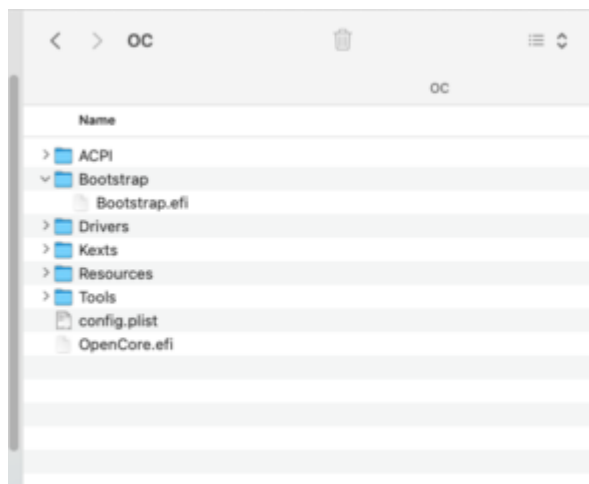 OC
OC
Name
ACPI
Bootstrap
Bootstrap.efi
Drivers
Kexts
Resources
Tools
config.plist
OpenCore.efi